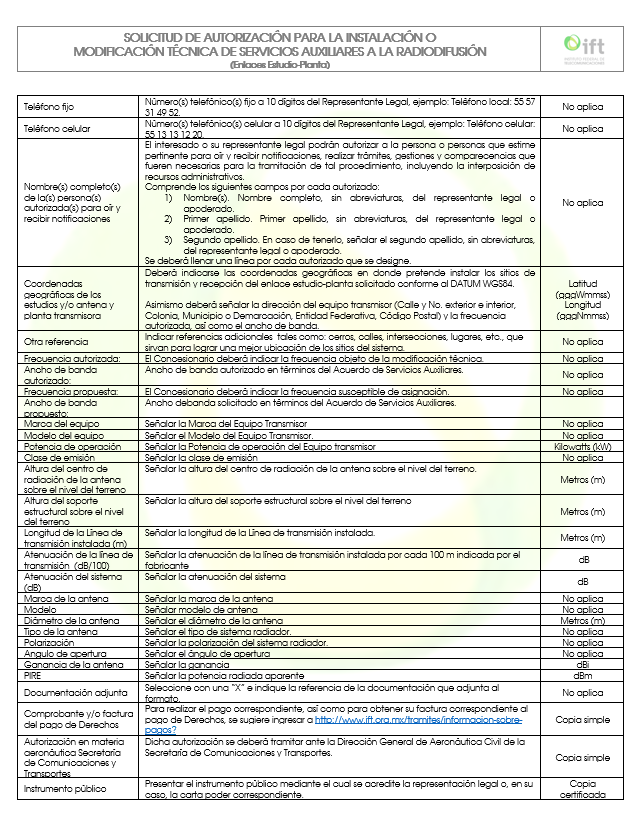 SOLICITUD DE AUTORIZACIÓN PARA LA INSTALACIÓN O
MODIFICACIÓN TÉCNICA DE SERVICIOS AUXILIARES A LA RADIODIFUSIÓN
(Enlaces Estudio-Planta)
ift
INSTITUTO FEDERAL DE
TELECOMUNICACIONES
Teléfono fijo
Número(s) telefónico(s) fijo a 10 dígitos del Representante Legal, ejemplo: Teléfono local: 55 57
31 49 52.
No aplica
Teléfono celular
Número(s) telefónico(s) celular a 10 dígitos del Representante Legal, ejemplo: Teléfono celular:
55 13 13 12 20.
No aplica
Nombre(s) completo(s)
de la(s) persona(s)
autorizada(s) para oír y
recibir notificaciones
El interesado o su representante legal podrán autorizar a la persona o personas que estime
pertinente para oír y recibir notificaciones, realizar trámites, gestiones y comparecencias que
fueren necesarias para la tramitación de tal procedimiento, incluyendo la interposición de
recursos administrativos.
Comprende los siguientes campos por cada autorizado:
1) Nombre(s). Nombre completo, sin abreviaturas, del representante legal o
apoderado.
2) Primer apellido. Primer apellido, sin abreviaturas, del representante legal o
apoderado.
3) Segundo apellido. En caso de tenerlo, señalar el segundo apellido, sin abreviaturas,
del representante legal o apoderado.
Se deberá llenar una línea por cada autorizado que se designe.
No aplica
Coordenadas
geográficas de los
estudios y/o antena y
planta transmisora
Deberá indicarse las coordenadas geográficas en donde pretende instalar los sitios de
transmisión y recepción del enlace estudio-planta solicitado conforme al DATUM WGS84.
Asimismo deberá señalar la dirección del equipo transmisor (Calle y No. exterior e interior,
Colonia, Municipio o Demarcación, Entidad Federativa, Código Postal) y la frecuencia
autorizada, así como el ancho de banda.
Latitud
(gggWmmss)
Longitud
(gggNmmss)
Otra referencia
Indicar referencias adicionales tales como: cerros, calles, intersecciones, lugares, etc., que
sirvan para lograr una mejor ubicación de los sitios del sistema.
No aplica
Frecuencia autorizada:
El Concesionario deberá indicar la frecuencia objeto de la modificación técnica.
No aplica
Ancho de banda
autorizado:
Ancho de banda autorizado en términos del Acuerdo de Servicios Auxiliares.
No aplica
Frecuencia propuesta:
El Concesionario deberá indicar la frecuencia susceptible de asignación.
No aplica
Ancho de banda
propuesto:
Ancho debanda solicitado en términos del Acuerdo de Servicios Auxiliares.
Marca del equipo
Señalar la Marca del Equipo Transmisor
No aplica
Modelo del equipo
Señalar el Modelo del Equipo Transmisor.
No aplica
Potencia de operación
Señalar la Potencia de operación del Equipo transmisor
Kilowatts (kW)
Clase de emisión
Señalar la clase de emisión
No aplica
Altura del centro de
radiación de la antena
sobre el nivel del terreno
Señalar la altura del centro de radiación de la antena sobre el nivel del terreno.
Metros (m)
Altura del soporte
estructural sobre el nivel
del terreno
Señalar la altura del soporte estructural sobre el nivel del terreno
Metros (m)
Longitud de la Línea de
transmisión instalada (m)
Señalar la longitud de la Línea de transmisión instalada.
Metros (m)
Atenuación de la línea de
transmisión (dB/100)
Señalar la atenuación de la línea de transmisión instalada por cada 100 m indicada por el
fabricante
dB
Atenuación del sistema
(dB)
Señalar la atenuación del sistema
dB
Marca de la antena
Señalar la marca de la antena
No aplica
Modelo
Señalar modelo de antena
No aplica
Diámetro de la antena
Señalar el diámetro de la antena
Metros (m)
Tipo de la antena
Señalar el tipo de sistema radiador.
No aplica
Polarización
Señalar la polarización del sistema radiador.
No aplica
Angulo de apertura
Señalar el ángulo de apertura
No aplica
Ganancia de la antena
Señalar la ganancia
dBi
PIRE
Señalar la potencia radiada aparente
dBm
Documentación adjunta
Seleccione con una "X" e indique la referencia de la documentación que adjunta al
formato.
No aplica
Comprobante y/o factura
del pago de Derechos
Para realizar el pago correspondiente, así como para obtener su factura correspondiente al
pago de Derechos, se sugiere ingresar a http://www.ift.org.mx/tramites/informacion-sobre-
pagos?
Copia simple
Autorización en materia
aeronáutica Secretaría
de Comunicaciones y
Transportes
Dicha autorización se deberá tramitar ante la Dirección General de Aeronáutica Civil de la
Secretaría de Comunicaciones y Transportes.
Copia simple
Instrumento público
Presentar el instrumento público mediante el cual se acredite la representación legal o, en su
caso, la carta poder correspondiente.
Copia
certificada